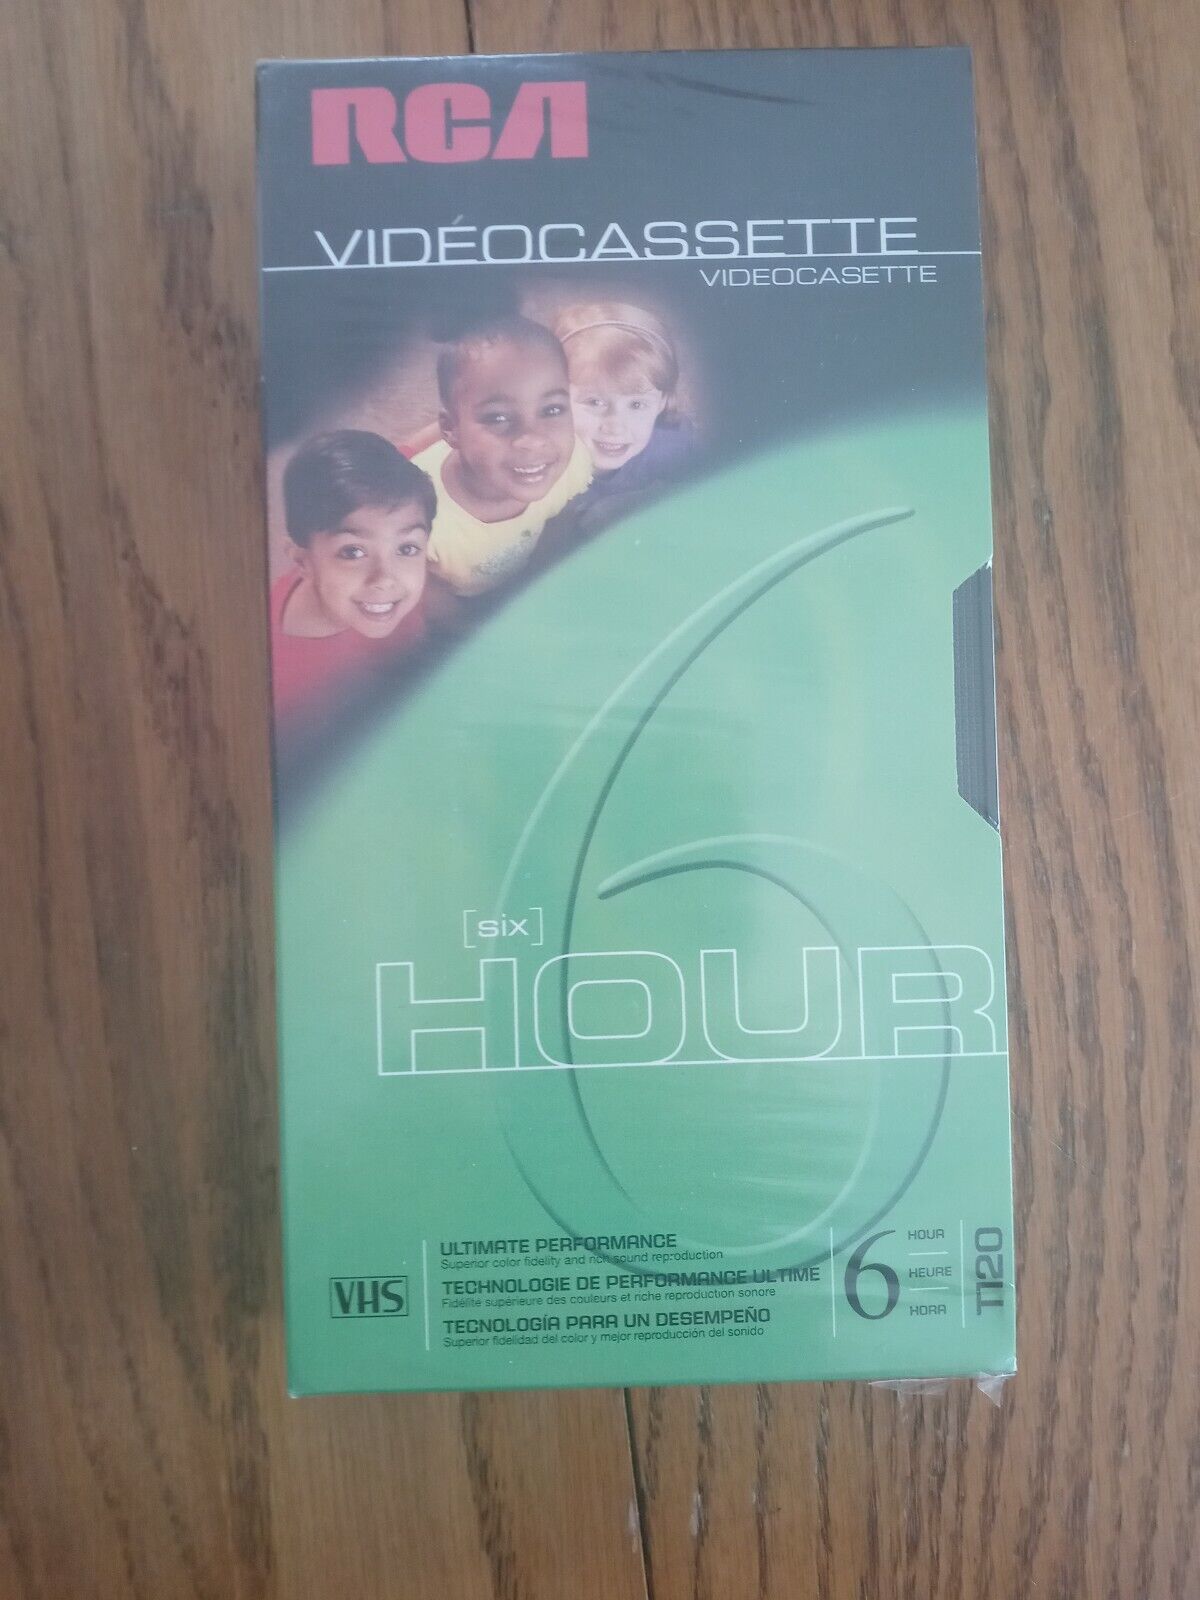 RCA
VIDÉOCASSETTE
VIDEOCASETTE
6
[six]
HOUR
VHS
ULTIMATE PERFORMANCE
Superior color fidelity and rich sound reproduction
TECHNOLOGIE DE PERFORMANCE ULTIME
Fidélité supérieure des couleurs et riche reproduction sonore
TECNOLOGÍA PARA UN DESEMPEÑO
Superior fidelidad del color y mejor reproducción del sonido
6
HOUR
HEURE
HORA
T120